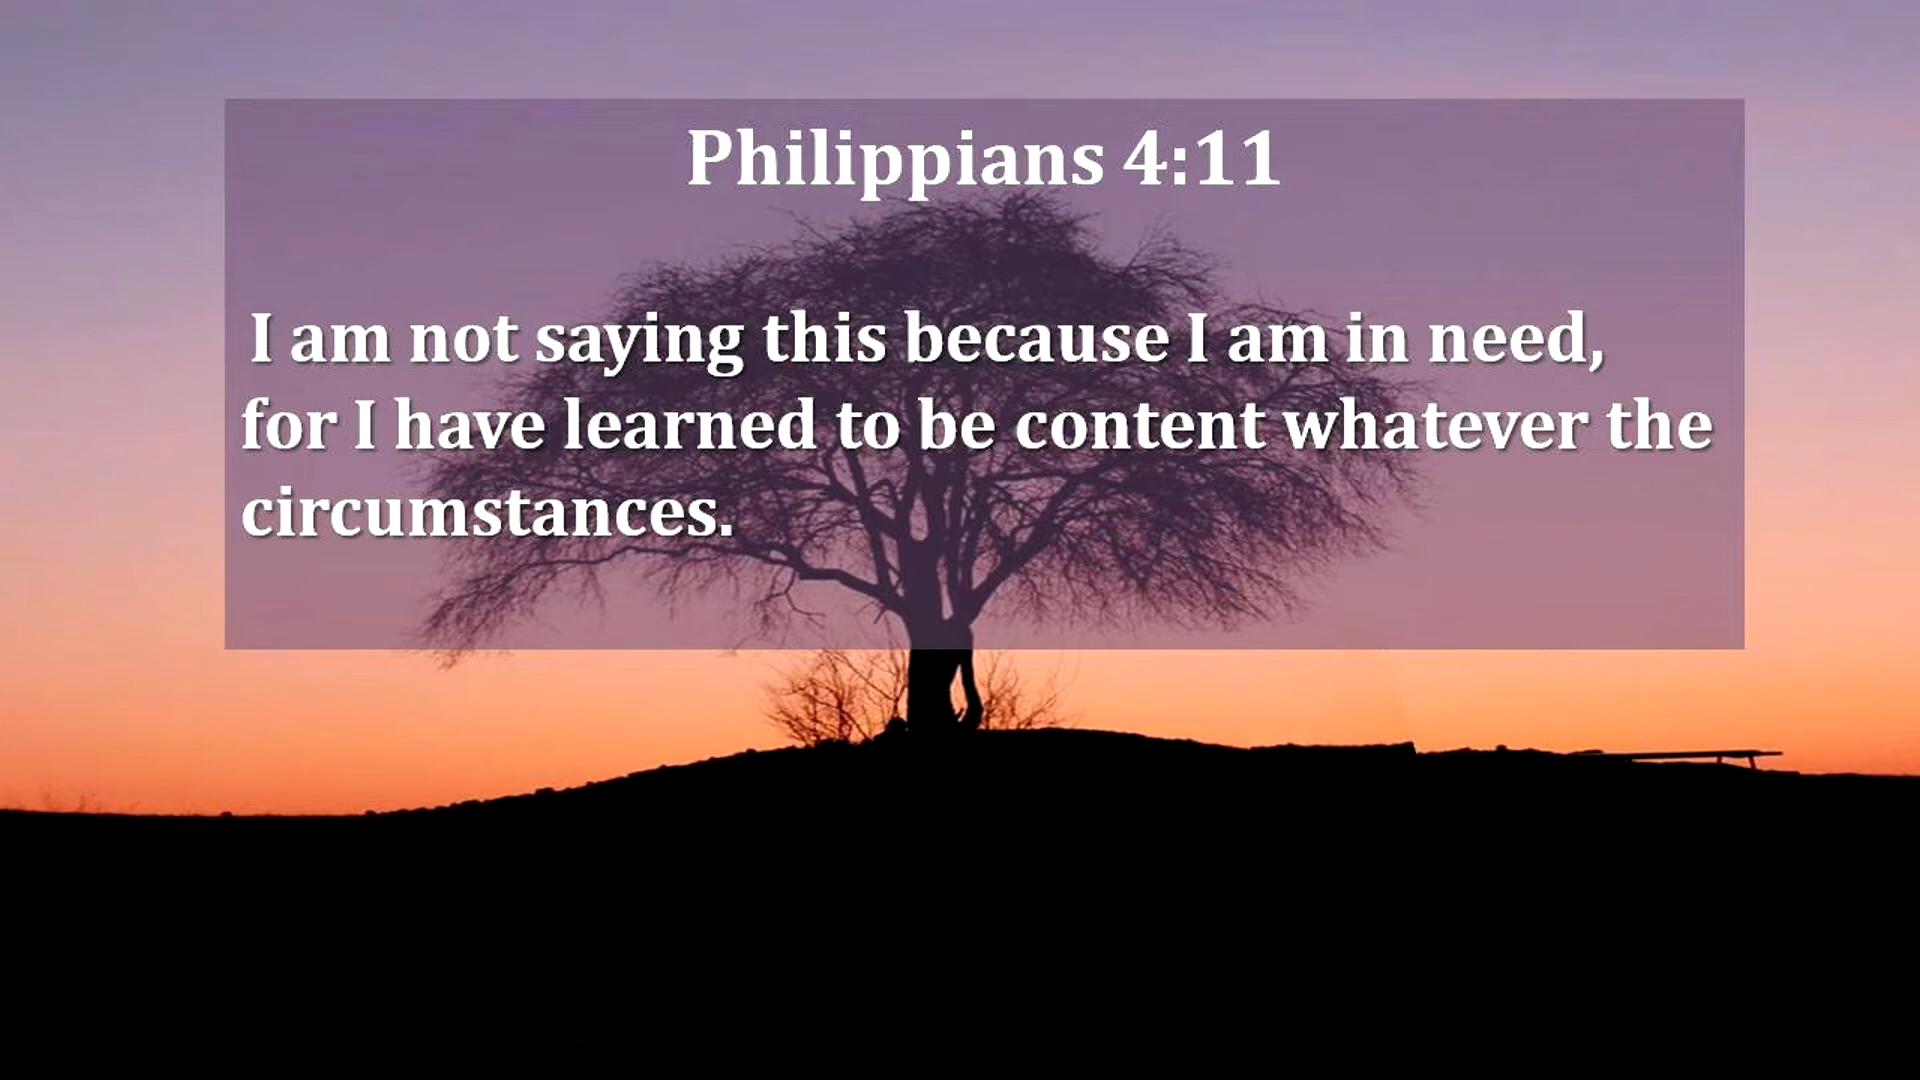 Philippians 4:11
I am not saying this because I am in need,
for I have learned to be content whatever the
circumstances.